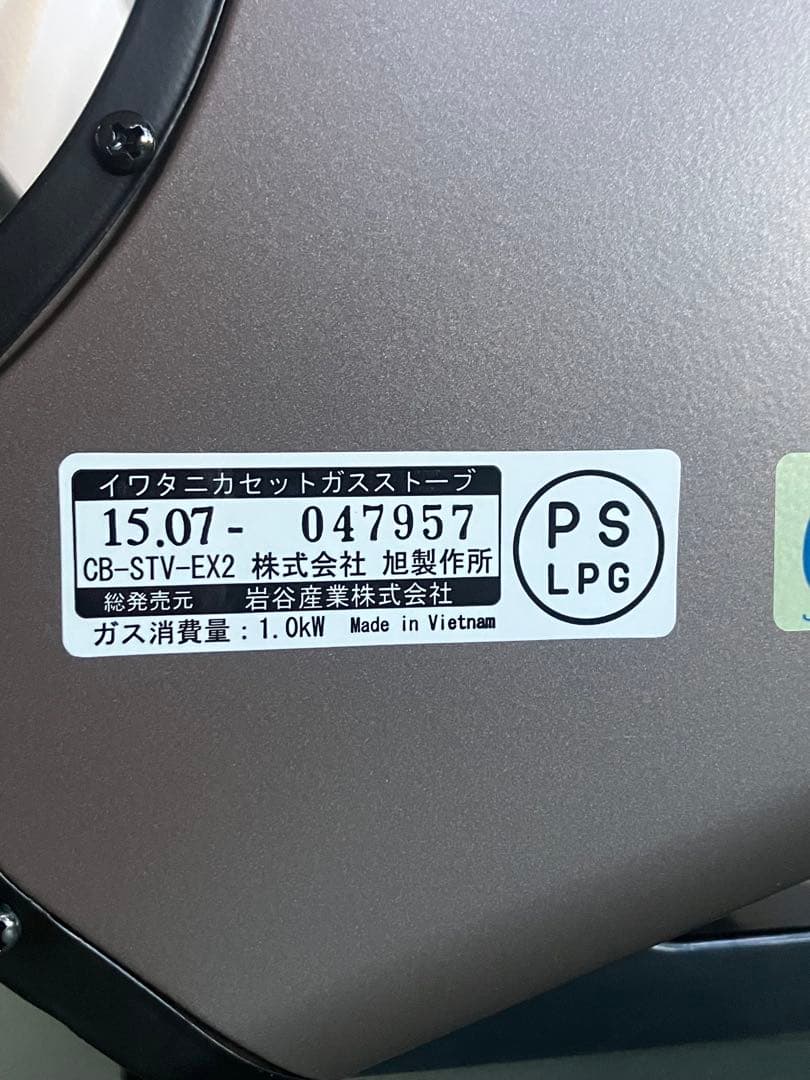 イワタニカセットガスストーブ
15.07- 047957
CB-STV-EX2 株式会社 旭製作所
総発売元 岩谷産業株式会社
ガス消費量：1.0kW Made in Vietnam
PS
LPG